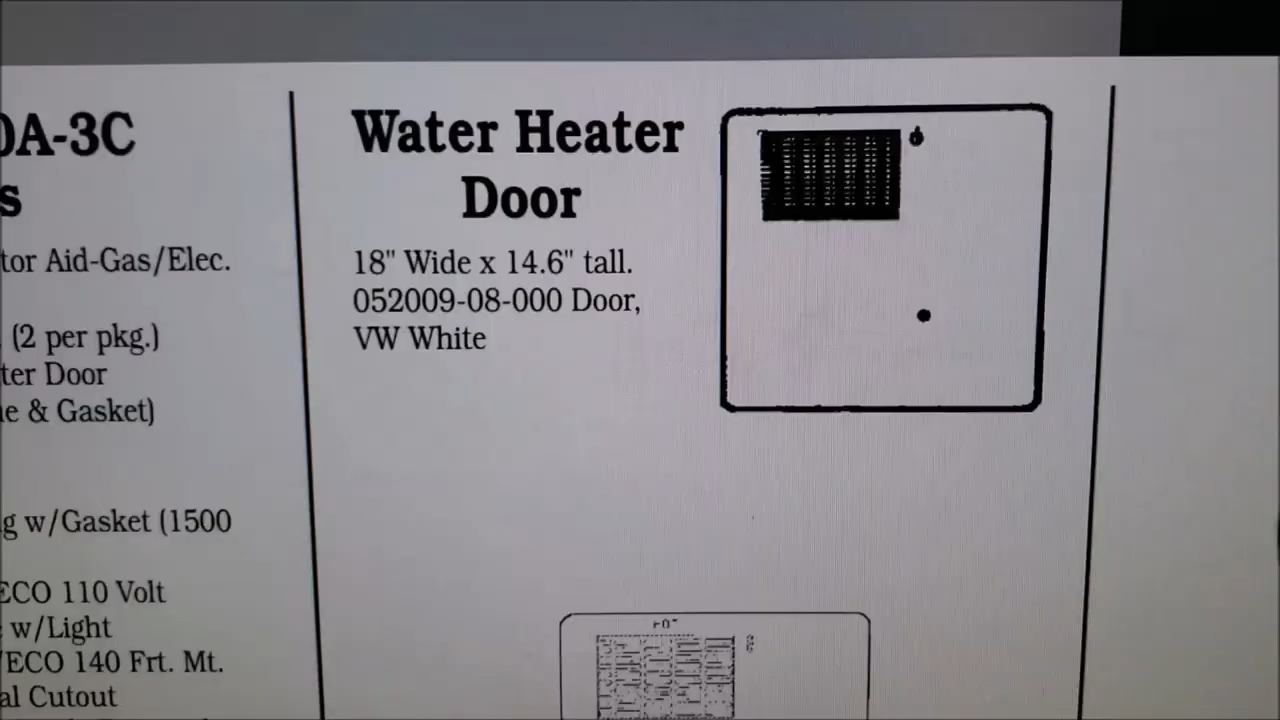 0A-3C
s
tor Aid-Gas/Elec.
(2 per pkg.)
ter Door
e & Gasket)
g w/Gasket (1500
ECO 110 Volt
w/Light
/ECO 140 Frt. Mt.
al Cutout
Water Heater
Door
18" Wide x 14.6" tall.
052009-08-000 Door,
VW White